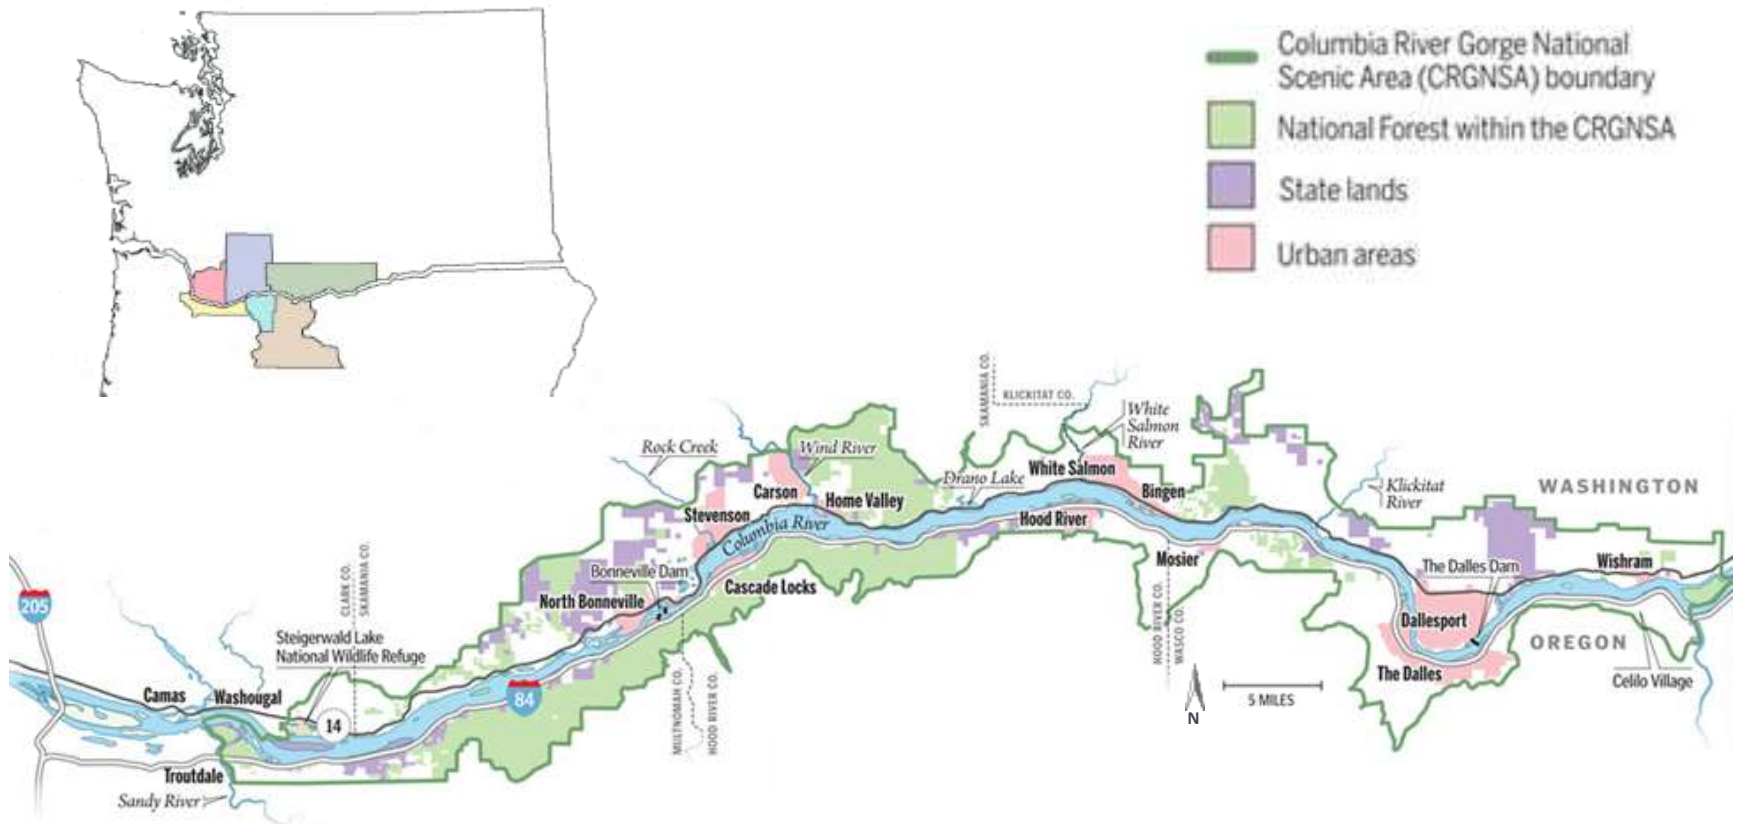 Columbia River Gorge National
Scenic Area (CRGNSA) boundary
National Forest within the CRGNSA
State lands
Urban areas
SKAMANIA CO.
KLICKITAT CO.
White
Salmon
River
Rock Creek
Wind River
Drano Lake
White Salmon
Carson
Home Valley
Bingen
Klickitat
River
WASHINGTON
Stevenson
Columbia River
Hood River
Mosier
The Dalles Dam
Wishram
Bonneville Dam
Cascade Locks
North Bonneville
CLARK CO.
SKAMANIA CO.
205
Steigerwald Lake
National Wildlife Refuge
HOOD RIVER CO.
WASCO CO.
Dallesport
OREGON
The Dalles
Celilo Village
Camas
Washougal
84
14
MULTNOMAH CO.
HOOD RIVER CO.
N
5 MILES
Troutdale
Sandy River